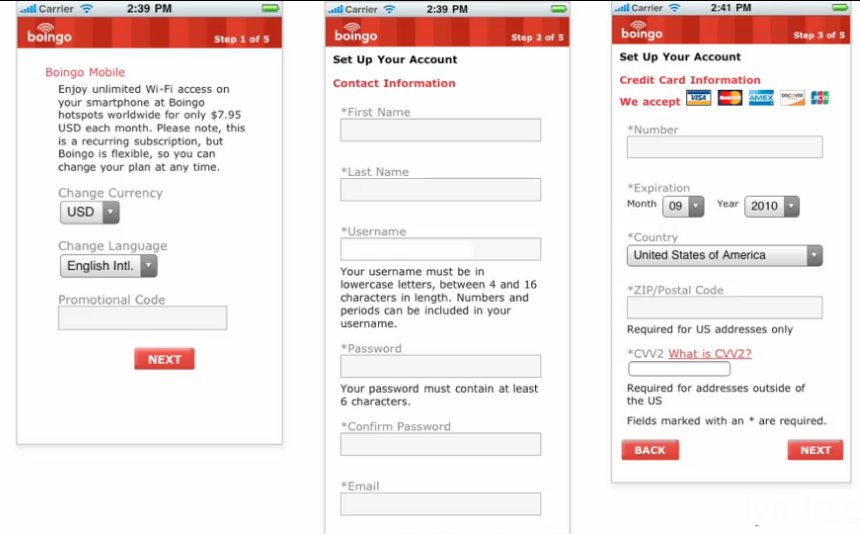 Carrier 2:39 PM
boingo Step 1 of 5
Boingo Mobile
Enjoy unlimited Wi-Fi access on
your smartphone at Boingo
hotspots worldwide for only $7.95
USD each month. Please note, this
is a recurring subscription, but
Boingo is flexible, so you can
change your plan at any time.
Change Currency
USD
Change Language
English Intl.
Promotional Code
NEXT
Carrier 2:39 PM
boingo Step 2 of 5
Set Up Your Account
Contact Information
*First Name
*Last Name
*Username
Your username must be in
lowercase letters, between 4 and 16
characters in length. Numbers and
periods can be included in your
username.
*Password
Your password must contain at least
6 characters.
*Confirm Password
*Email
Carrier 2:41 PM
boingo Step 3 of 5
Set Up Your Account
Credit Card Information
We accept VISA MasterCard AMEX DISCOVER JCB
*Number
*Expiration
Month 09 Year 2010
*Country
United States of America
*ZIP/Postal Code
Required for US addresses only
*CVV2 What is CVV2?
Required for addresses outside of
the US
Fields marked with an * are required.
BACK NEXT